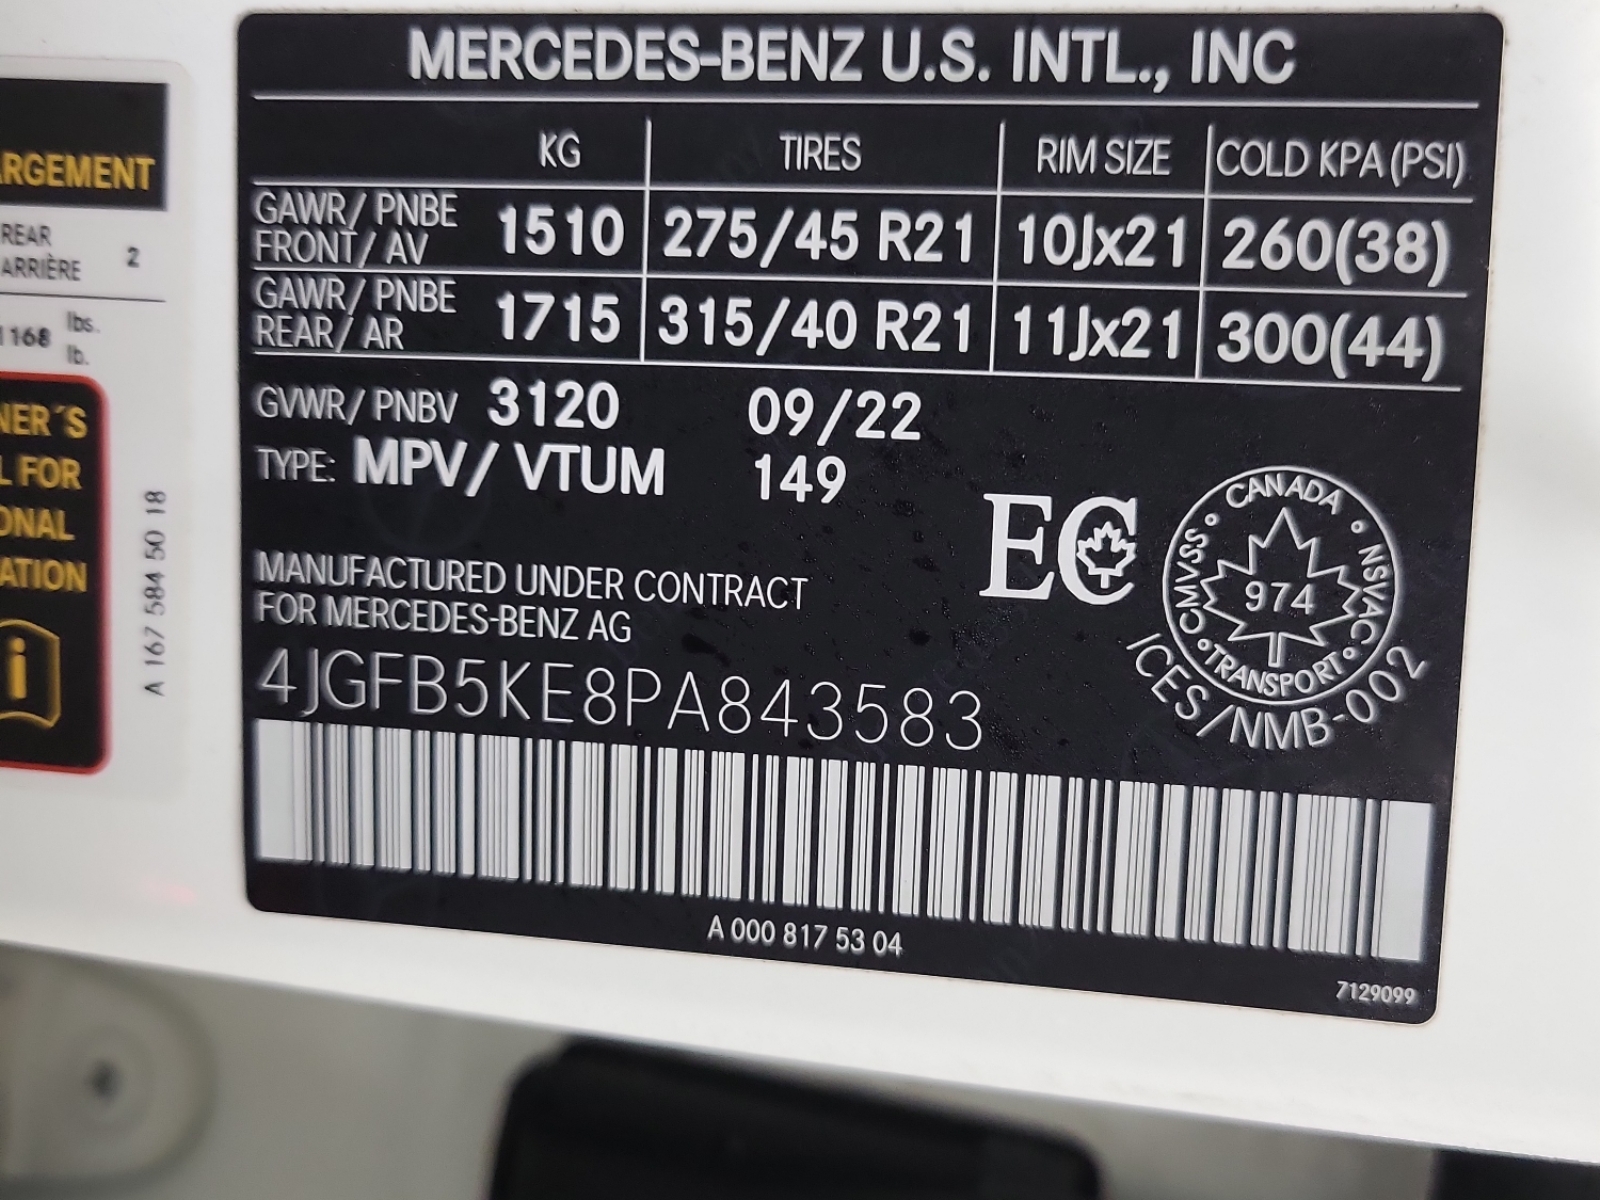 ARGEMENT
REAR
ARRIÈRE 2
1168 lbs.
lb.
NER´S
L FOR
ONAL
ATION
i
A 167 584 50 18
MERCEDES-BENZ U.S. INTL., INC
KG TIRES RIM SIZE COLD KPA (PSI)
GAWR/ PNBE
FRONT/ AV 1510 275/45 R21 10Jx21 260(38)
GAWR/ PNBE
REAR/ AR 1715 315/40 R21 11Jx21 300(44)
GVWR/ PNBV 3120 09/22
TYPE: MPV/ VTUM 149
EC
CANADA
CMVSS • NSVAC
974
TRANSPORT
ICES/NMB-002
MANUFACTURED UNDER CONTRACT
FOR MERCEDES-BENZ AG
4JGFB5KE8PA843583
A 000 817 53 04
7129099